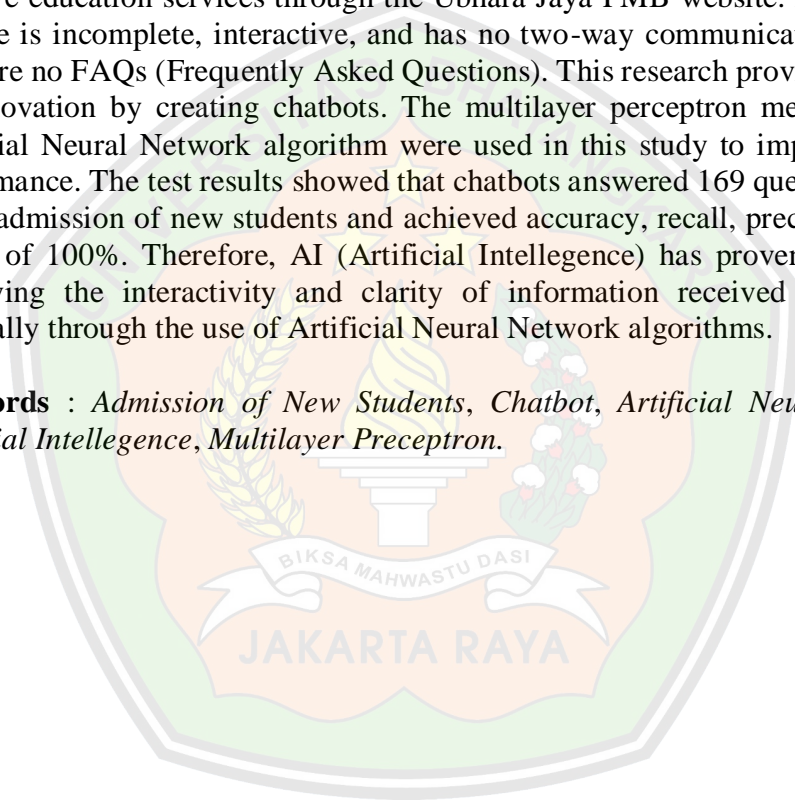 education services through the Ubhara Jaya PMB website.
is incomplete, interactive, and has no two-way
no FAQs (Frequently Asked Questions). This research
by creating chatbots. The multilayer perceptron
Neural Network algorithm were used in this study to
The test results showed that chatbots answered 169
admission of new students and achieved accuracy, recall,
of 100%. Therefore, AI (Artificial Intellegence) has
the interactivity and clarity of information received
through the use of Artificial Neural Network algorithms.
: Admission of New Students, Chatbot, Artificial
Intellegence, Multilayer Preceptron.
UNIVERSITAS BHAYANGKARA
BIKSA MAHWASTU DASI
JAKARTA RAYA